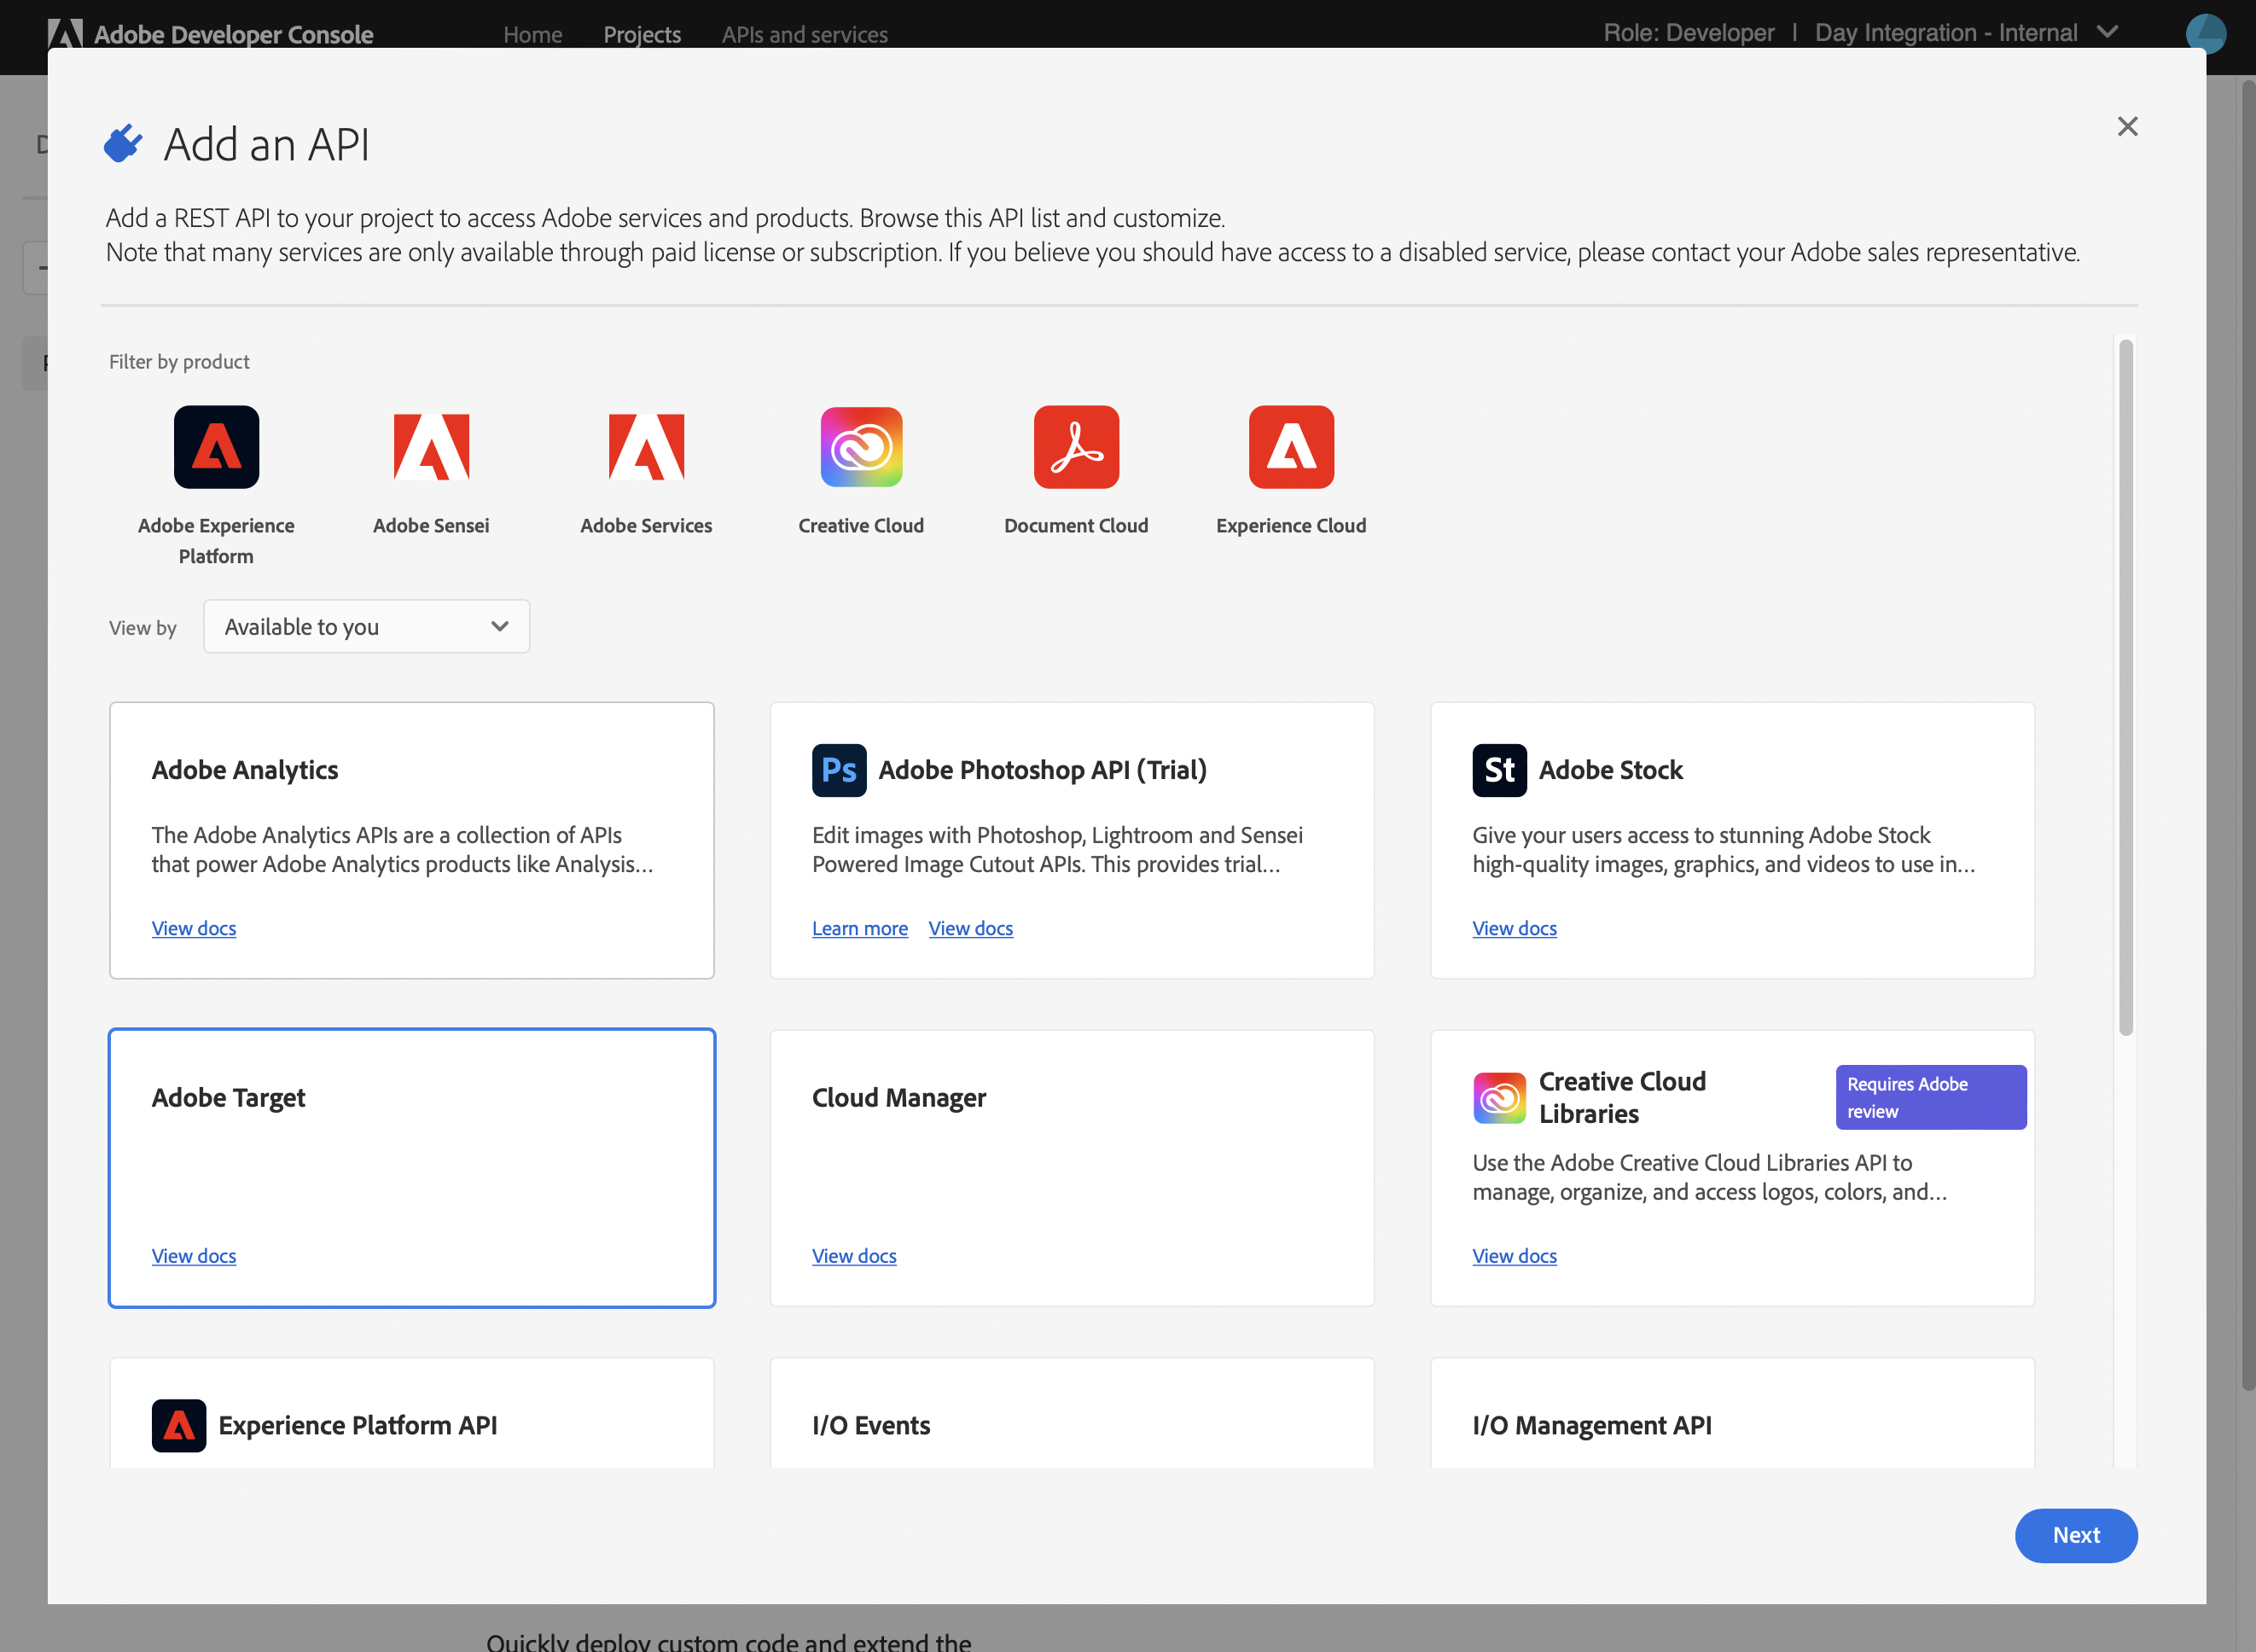 Adobe Developer Console
Home
Projects
APIs and services
Role: Developer | Day Integration - Internal
Add an API
Add a REST API to your project to access Adobe services and products. Browse this API list and customize.
Note that many services are only available through paid license or subscription. If you believe you should have access to a disabled service, please contact your Adobe sales representative.
Filter by product
Adobe Experience
Platform
Adobe Sensei
Adobe Services
Creative Cloud
Document Cloud
Experience Cloud
View by
Available to you
Adobe Analytics
The Adobe Analytics APIs are a collection of APIs
that power Adobe Analytics products like Analysis...
View docs
Ps
Adobe Photoshop API (Trial)
Edit images with Photoshop, Lightroom and Sensei
Powered Image Cutout APIs. This provides trial...
Learn more
View docs
St
Adobe Stock
Give your users access to stunning Adobe Stock
high-quality images, graphics, and videos to use in...
View docs
Adobe Target
View docs
Cloud Manager
View docs
Creative Cloud
Libraries
Requires Adobe
review
Use the Adobe Creative Cloud Libraries API to
manage, organize, and access logos, colors, and...
View docs
Experience Platform API
I/O Events
I/O Management API
Next
Quickly deploy custom code and extend the